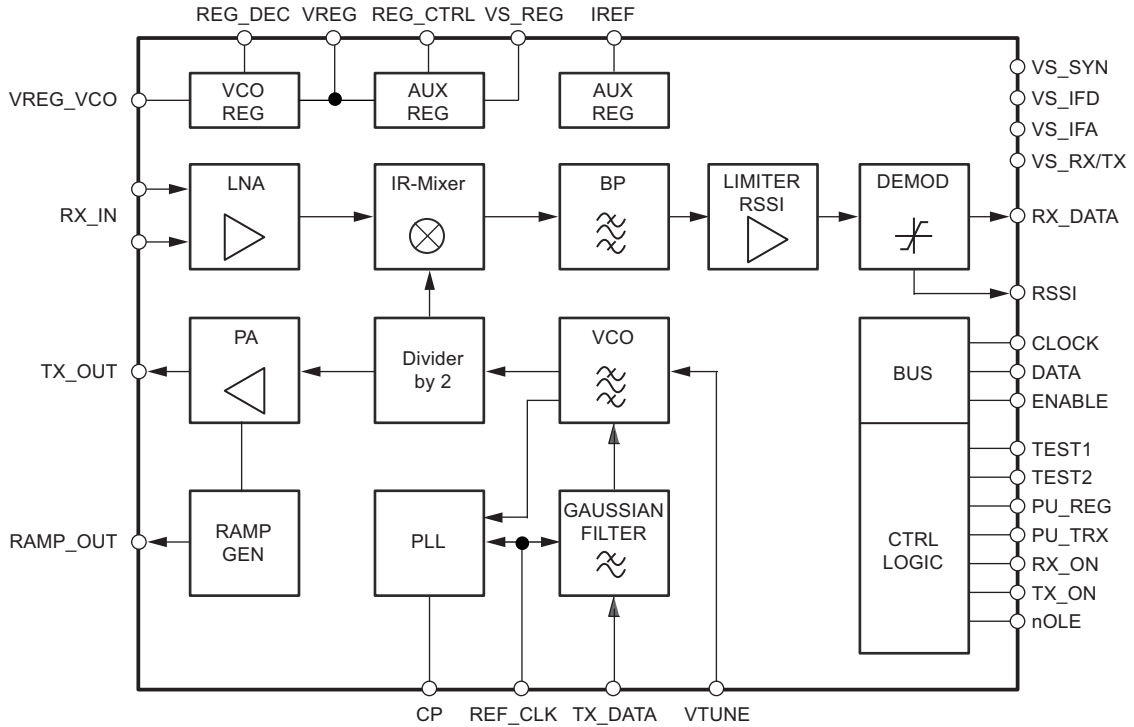 REG_DEC VREG REG_CTRL VS_REG IREF
VREG_VCO
VCO
REG
AUX
REG
AUX
REG
VS_SYN
VS_IFD
VS_IFA
VS_RX/TX
RX_IN
LNA
IR-Mixer
BP
LIMITER
RSSI
DEMOD
RX_DATA
RSSI
TX_OUT
PA
Divider
by 2
VCO
BUS
CLOCK
DATA
ENABLE
RAMP_OUT
RAMP
GEN
PLL
GAUSSIAN
FILTER
CTRL
LOGIC
TEST1
TEST2
PU_REG
PU_TRX
RX_ON
TX_ON
nOLE
CP REF_CLK TX_DATA VTUNE